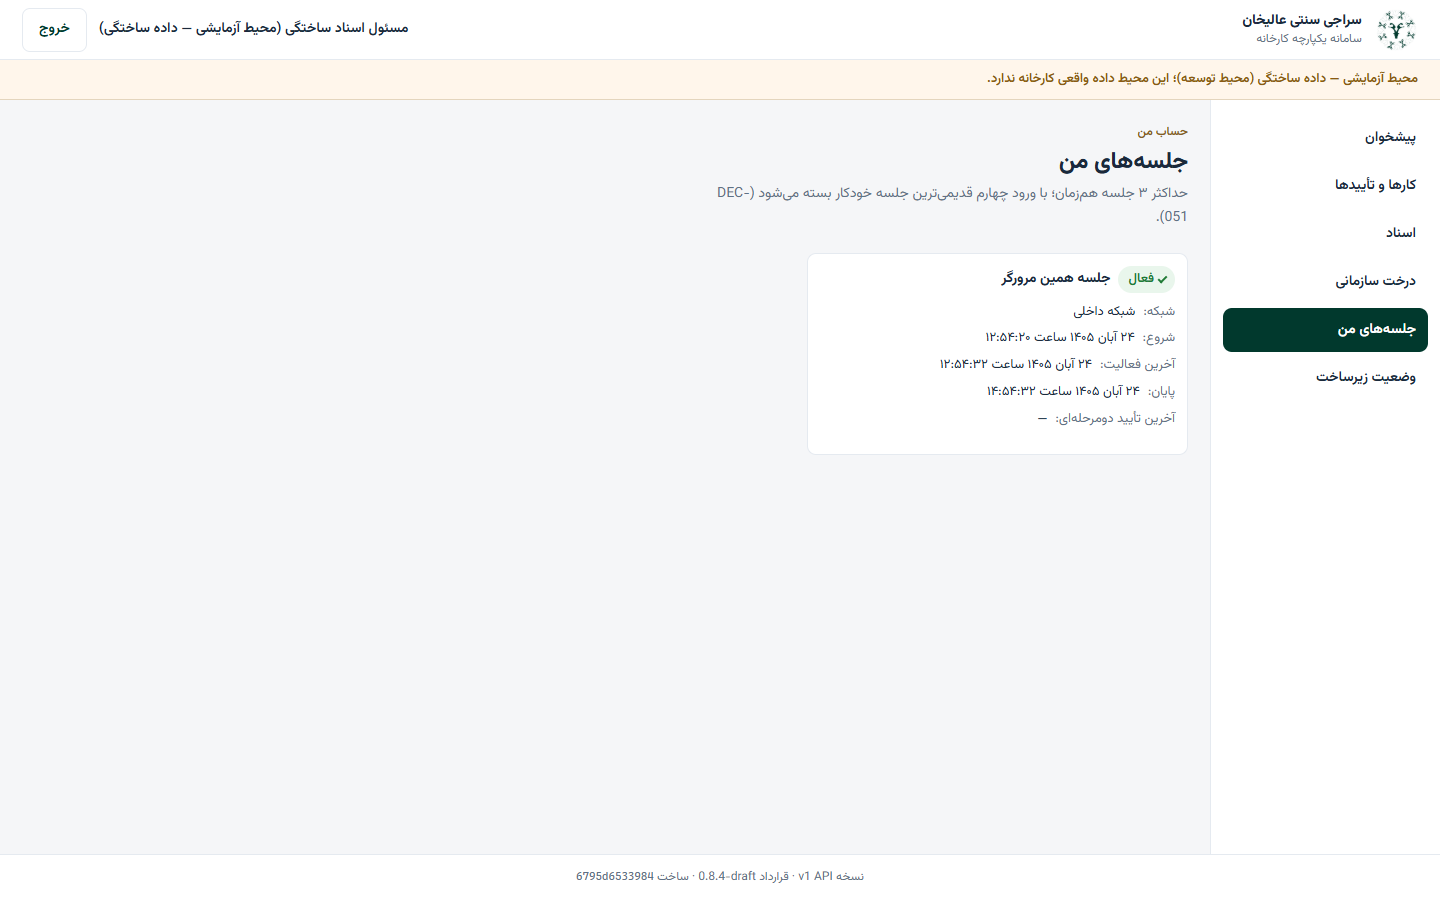 سراجی سنتی عالیخان
سامانه یکپارچه کارخانه
مسئول اسناد ساختگی (محیط آزمایشی – داده ساختگی)
خروج
محیط آزمایشی – داده ساختگی (محیط توسعه)؛ این محیط داده واقعی کارخانه ندارد.
پیشخوان
کارها و تأییدها
اسناد
درخت سازمانی
جلسه‌های من
وضعیت زیرساخت
حساب من
جلسه‌های من
حداکثر ۳ جلسه هم‌زمان؛ با ورود چهارم قدیمی‌ترین جلسه خودکار بسته می‌شود (DEC-
051).
فعال جلسه همین مرورگر
شبکه: شبکه داخلی
شروع: ۲۴ آبان ۱۴۰۵ ساعت ۱۲:۵۴:۲۰
آخرین فعالیت: ۲۴ آبان ۱۴۰۵ ساعت ۱۲:۵۴:۳۲
پایان: ۲۴ آبان ۱۴۰۵ ساعت ۱۴:۵۴:۳۲
آخرین تأیید دومرحله‌ای: —
نسخه v1 API · قرارداد 0.8.4-draft · ساخت 6795d6533984